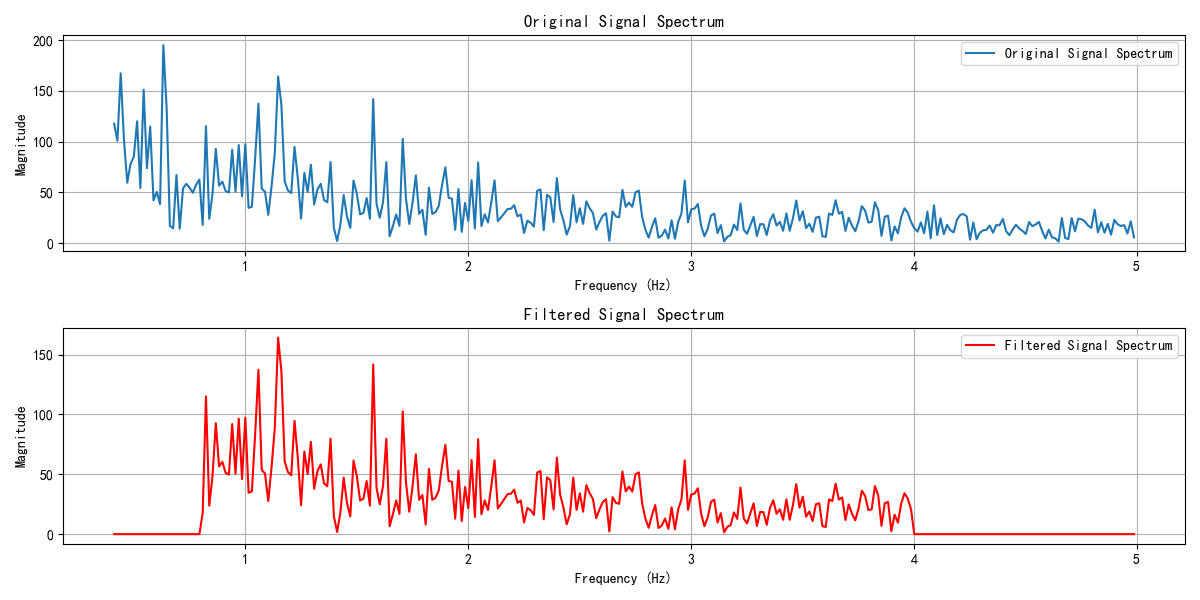 Original Signal Spectrum
200
150
100
50
0
Magnitude
Original Signal Spectrum
1
2
3
4
5
Frequency (Hz)
Filtered Signal Spectrum
150
100
50
0
Magnitude
Filtered Signal Spectrum
1
2
3
4
5
Frequency (Hz)